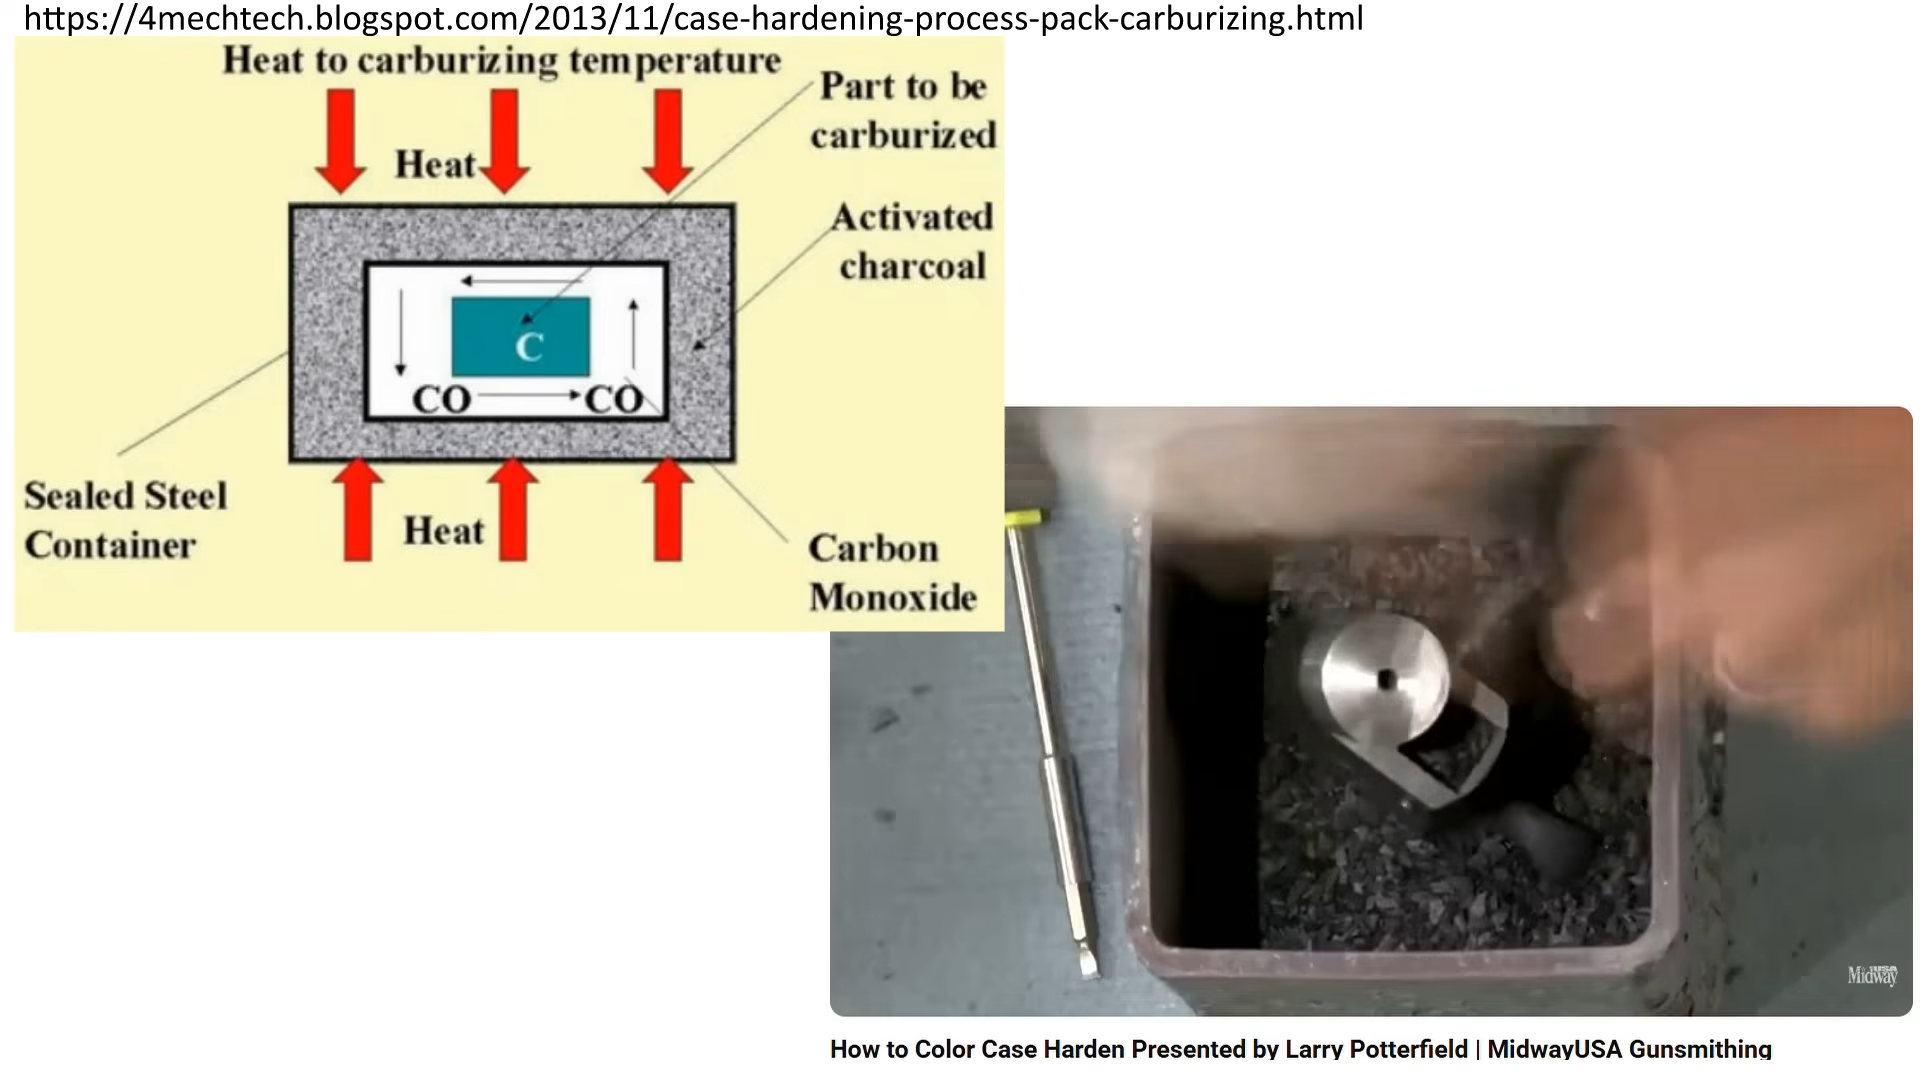 https://4mechtech.blogspot.com/2013/11/case-hardening-process-pack-carburizing.html
Heat to carburizing temperature
Part to be
carburized
Heat
Activated
charcoal
C
CO
CO
Sealed Steel
Container
Heat
Carbon
Monoxide
MidwayUSA
How to Color Case Harden Presented by Larry Potterfield | MidwayUSA Gunsmithing